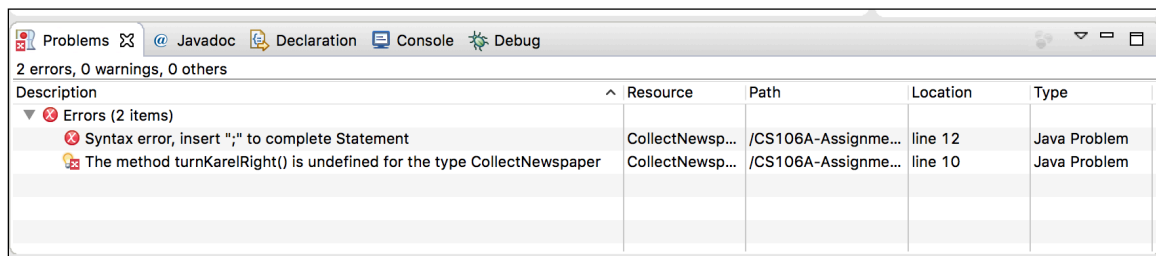 Problems @ Javadoc Declaration Console Debug
2 errors, 0 warnings, 0 others
Description Resource Path Location Type
Errors (2 items)
Syntax error, insert ";" to complete Statement CollectNewsp... /CS106A-Assignme... line 12 Java Problem
The method turnKarelRight() is undefined for the type CollectNewspaper CollectNewsp... /CS106A-Assignme... line 10 Java Problem